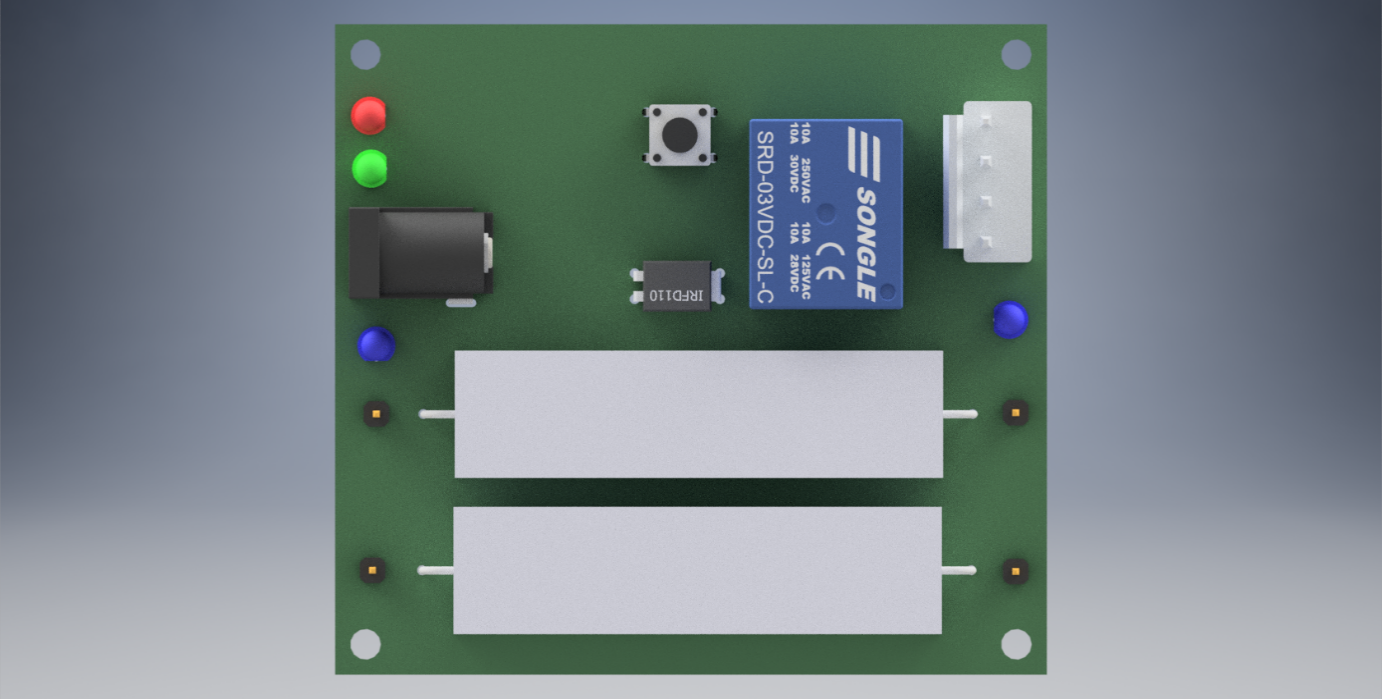 SONGLE
CE
10A 250VAC 10A 125VAC
10A 30VDC 10A 28VDC
SRD-03VDC-SL-C
IRFD110